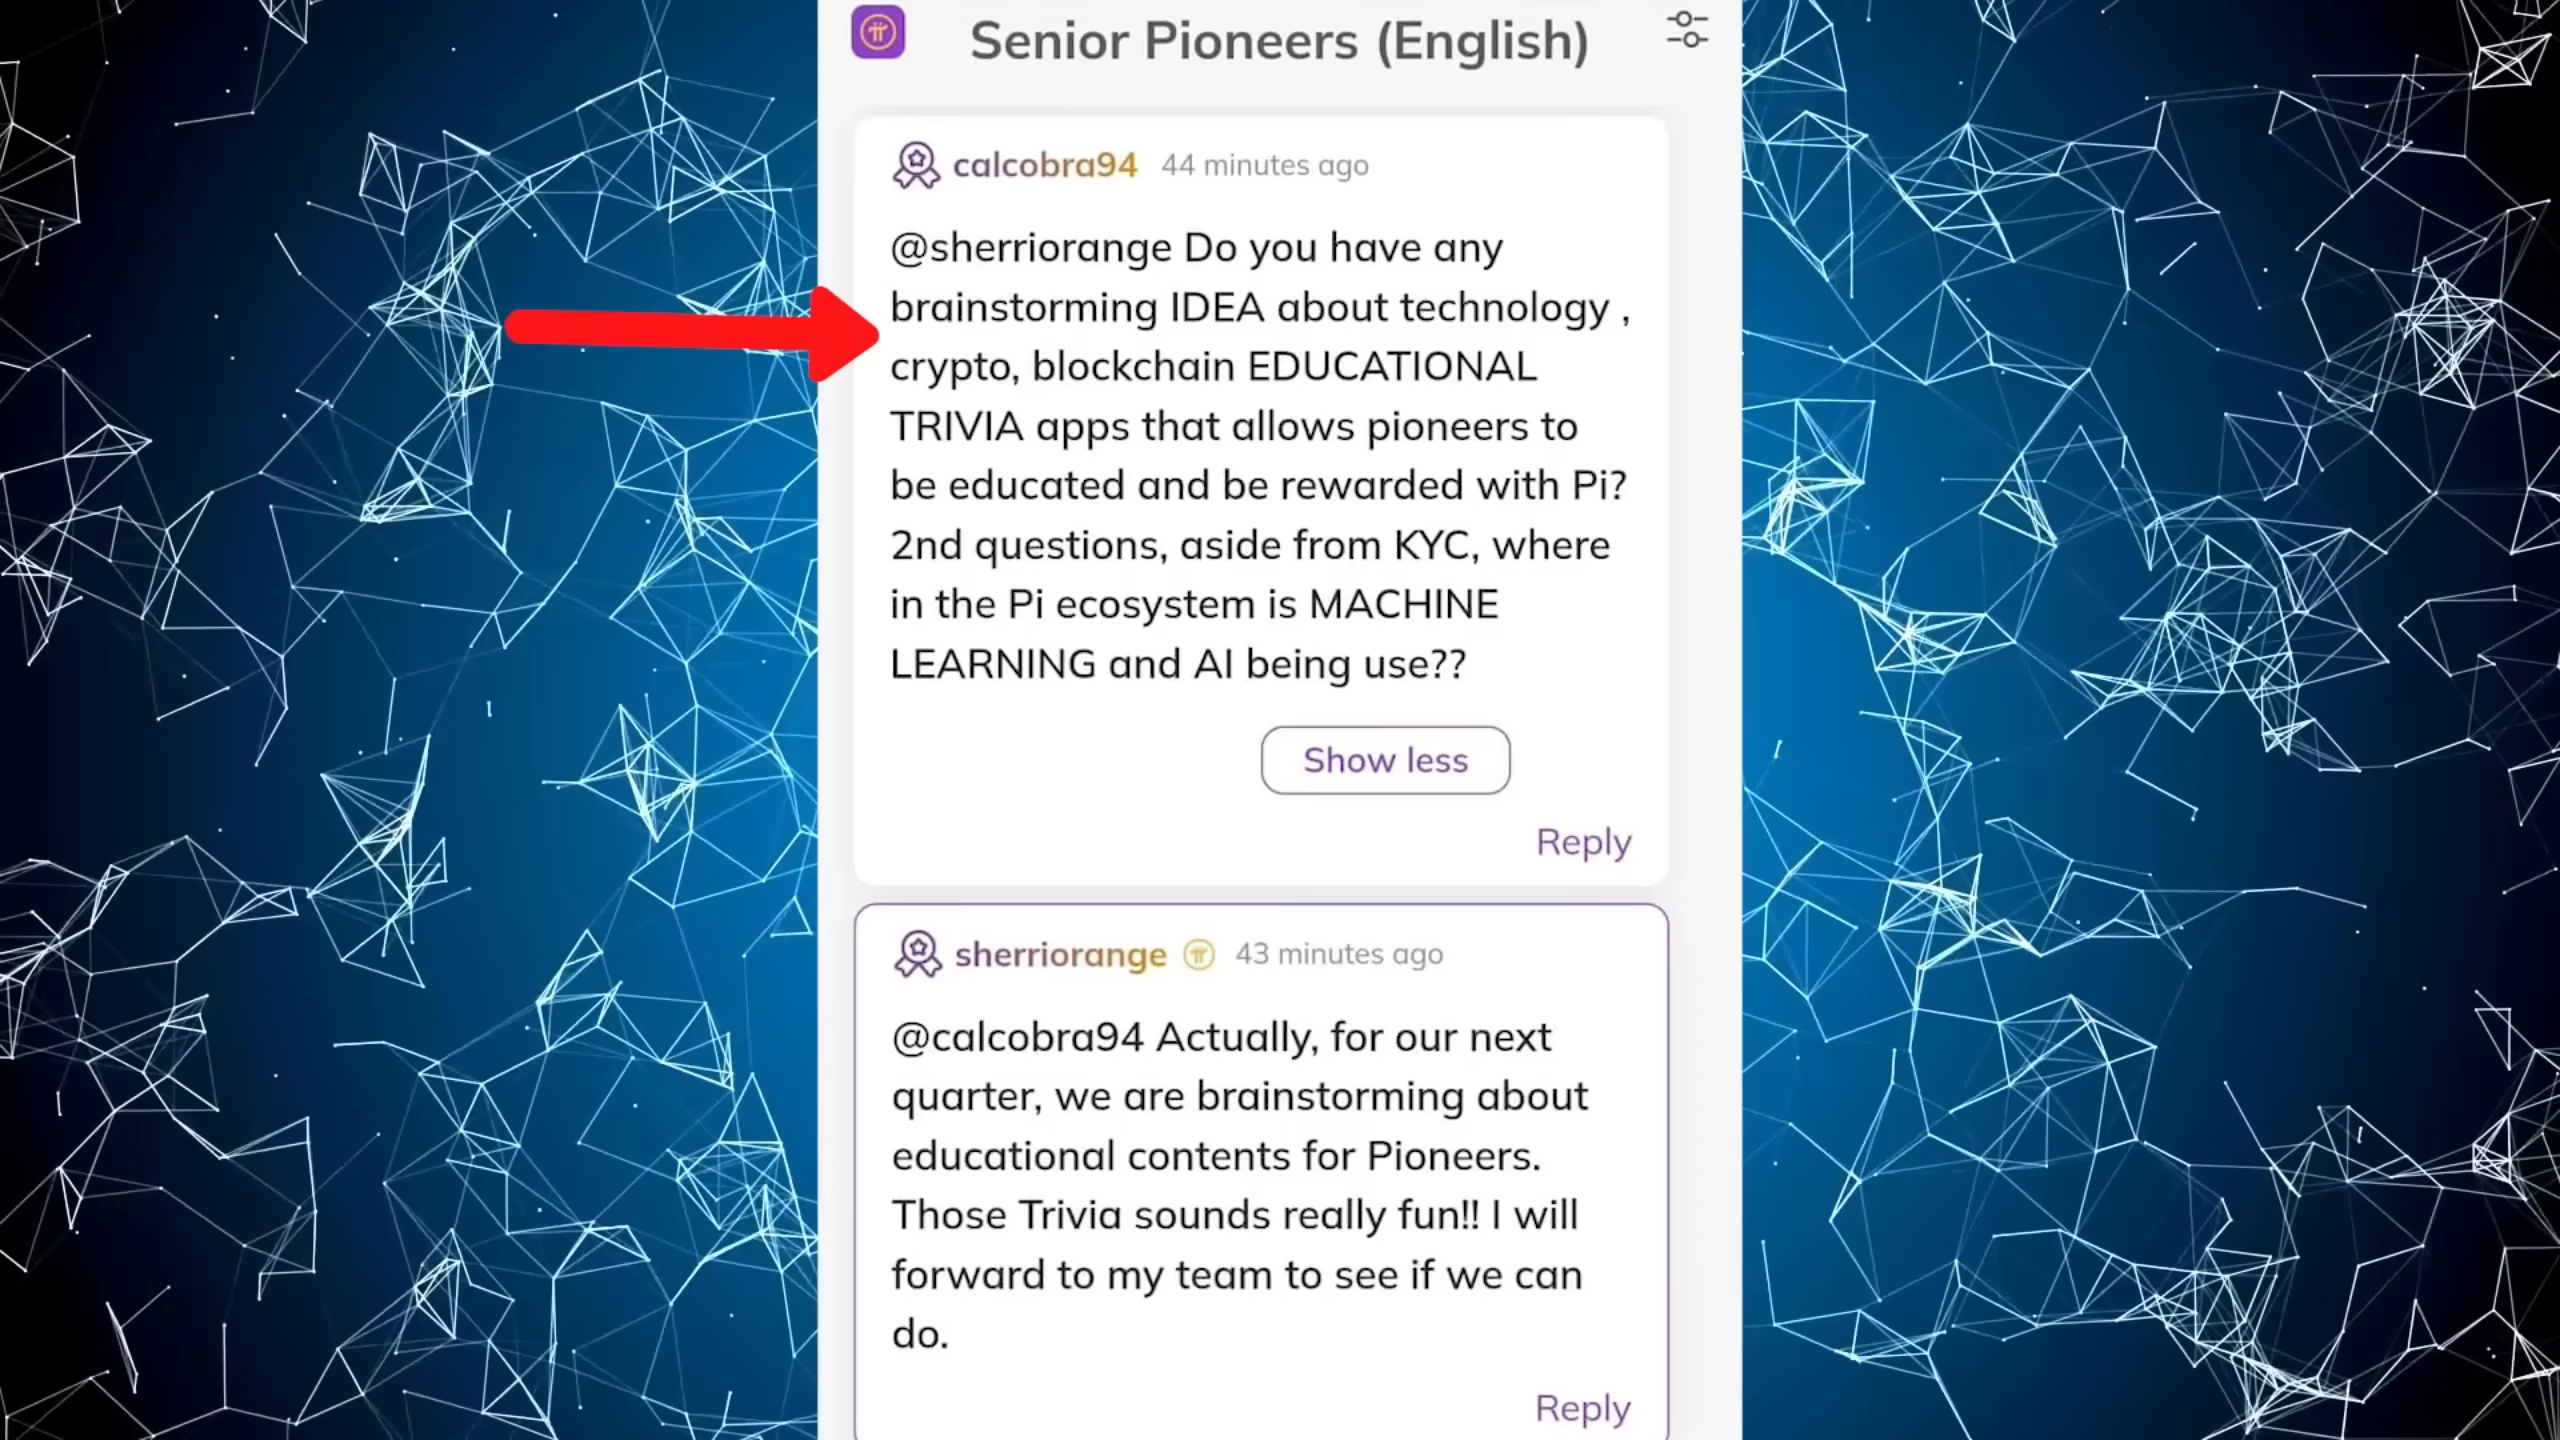 Senior Pioneers (English)
calcobra94 44 minutes ago
@sherriorange Do you have any
brainstorming IDEA about technology ,
crypto, blockchain EDUCATIONAL
TRIVIA apps that allows pioneers to
be educated and be rewarded with Pi?
2nd questions, aside from KYC, where
in the Pi ecosystem is MACHINE
LEARNING and AI being use??
Show less
Reply
sherriorange 43 minutes ago
@calcobra94 Actually, for our next
quarter, we are brainstorming about
educational contents for Pioneers.
Those Trivia sounds really fun!! I will
forward to my team to see if we can
do.
Reply